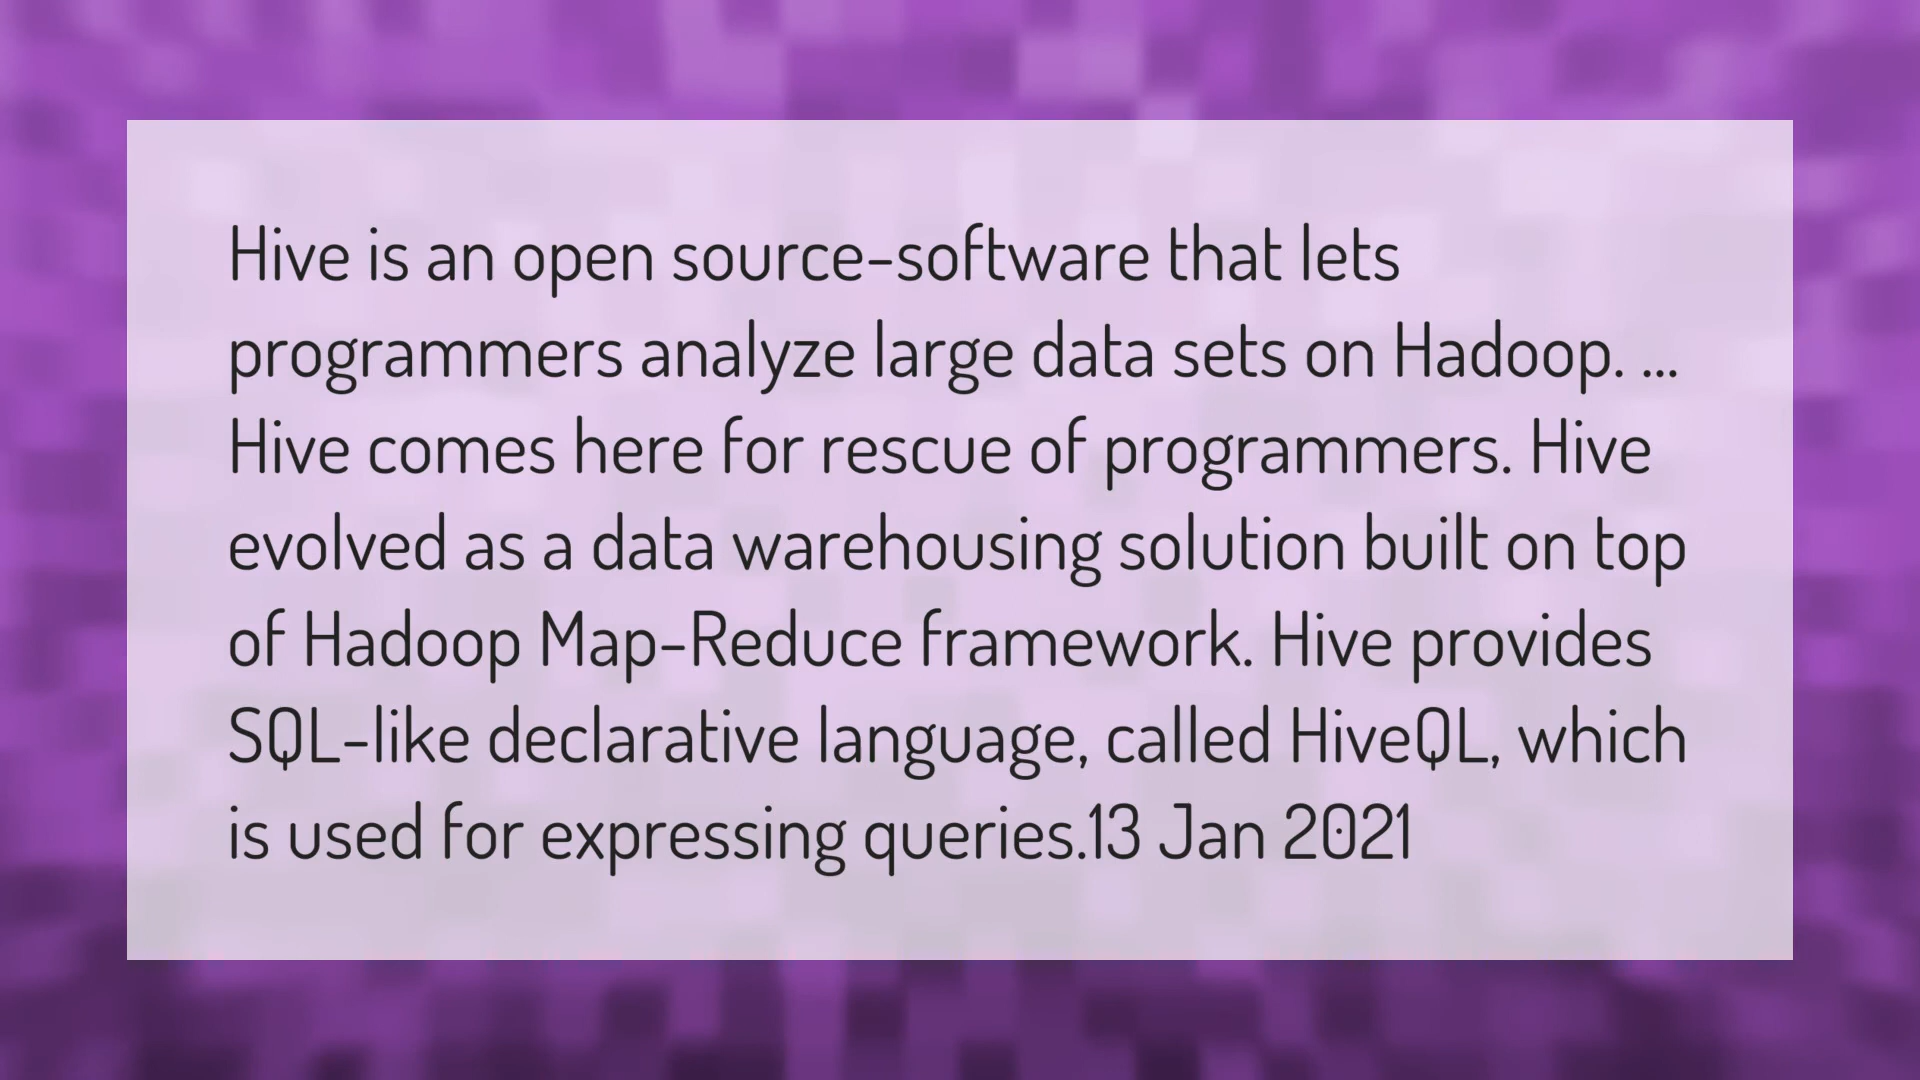 Hive is an open source-software that lets
programmers analyze large data sets on Hadoop. ...
Hive comes here for rescue of programmers. Hive
evolved as a data warehousing solution built on top
of Hadoop Map-Reduce framework. Hive provides
SQL-like declarative language, called HiveQL, which
is used for expressing queries.13 Jan 2021